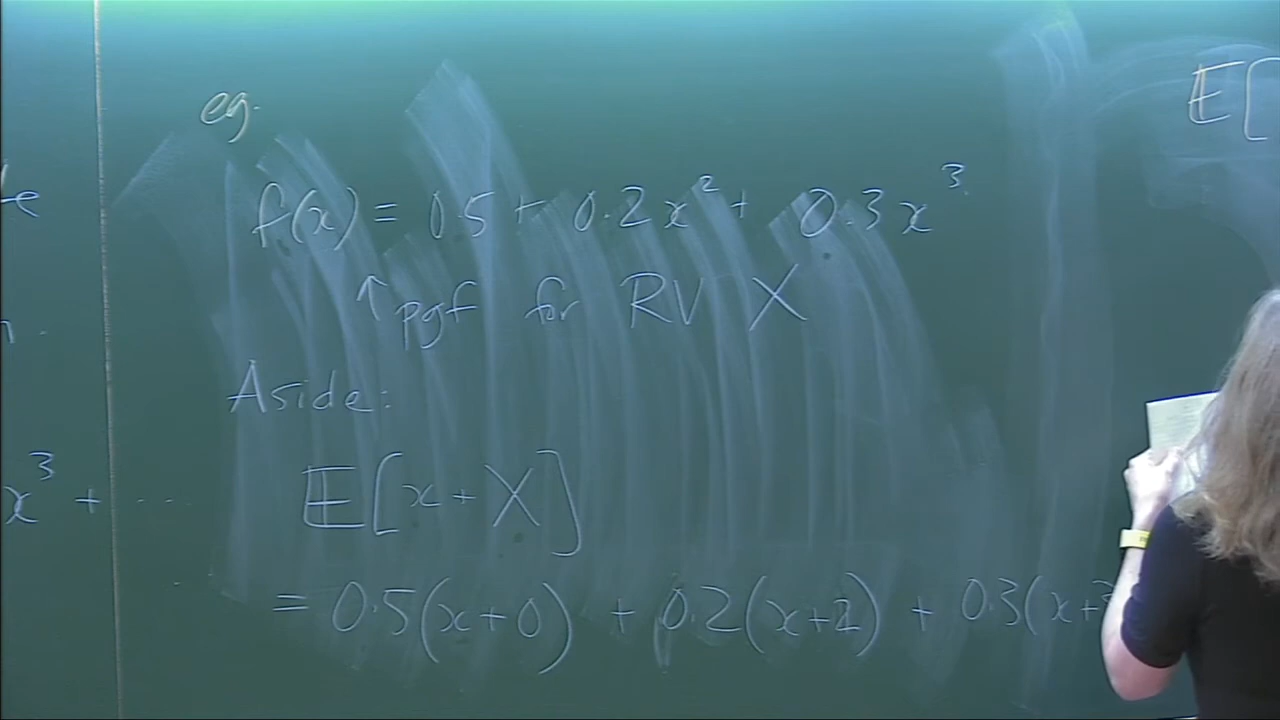 eg.
f(x) = 0.5 + 0.2x² + 0.3x³
↑ pgf for RV X
Aside:
x³ + ...
E[x+X]
= 0.5(x+0) + 0.2(x+2) + 0.3(x+3
E[